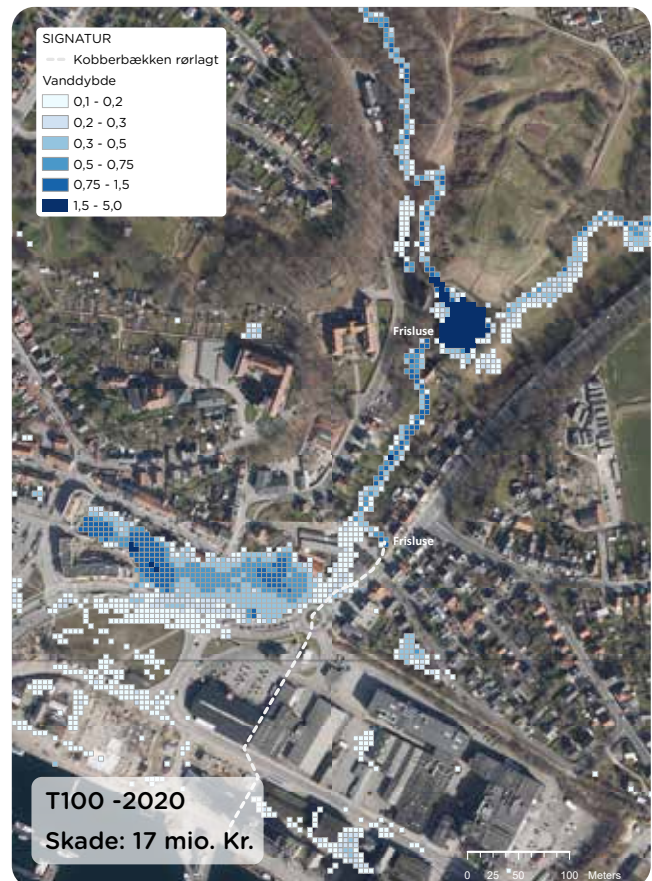 SIGNATUR
Kobberbækken rørlagt
Vanddybde
0,1 - 0,2
0,2 - 0,3
0,3 - 0,5
0,5 - 0,75
0,75 - 1,5
1,5 - 5,0
Frisluse
Frisluse
T100 -2020
Skade: 17 mio. Kr.
0 25 50 100 Meters